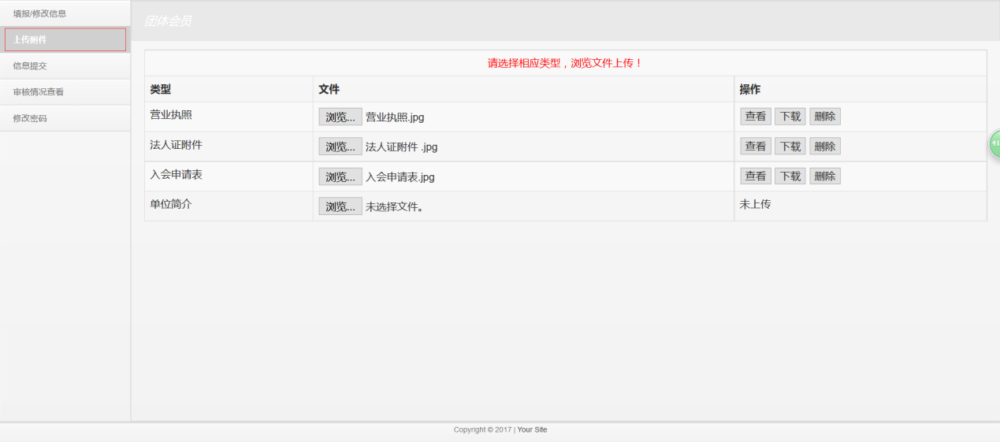 填报/修改信息
上传附件
信息提交
审核情况查看
修改密码
团体会员
请选择相应类型，浏览文件上传！
类型 文件 操作
营业执照 浏览... 营业执照.jpg 查看 下载 删除
法人证附件 浏览... 法人证附件 .jpg 查看 下载 删除
入会申请表 浏览... 入会申请表.jpg 查看 下载 删除
单位简介 浏览... 未选择文件。 未上传
41
Copyright © 2017 | Your Site